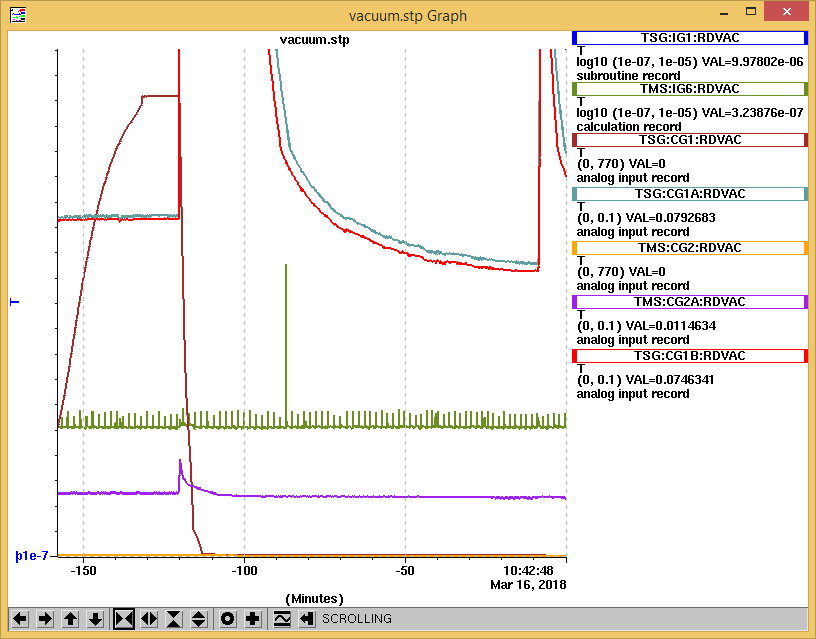 vacuum.stp Graph
vacuum.stp
T
1e-7
-150
-100
-50
10:42:48
Mar 16, 2018
(Minutes)
TSG:IG1:RDVAC
T
log10 (1e-07, 1e-05) VAL=9.97802e-06
subroutine record
TMS:IG6:RDVAC
T
log10 (1e-07, 1e-05) VAL=3.23876e-07
calculation record
TSG:CG1:RDVAC
T
(0, 770) VAL=0
analog input record
TSG:CG1A:RDVAC
T
(0, 0.1) VAL=0.0792683
analog input record
TMS:CG2:RDVAC
T
(0, 770) VAL=0
analog input record
TMS:CG2A:RDVAC
T
(0, 0.1) VAL=0.0114634
analog input record
TSG:CG1B:RDVAC
T
(0, 0.1) VAL=0.0746341
analog input record
SCROLLING